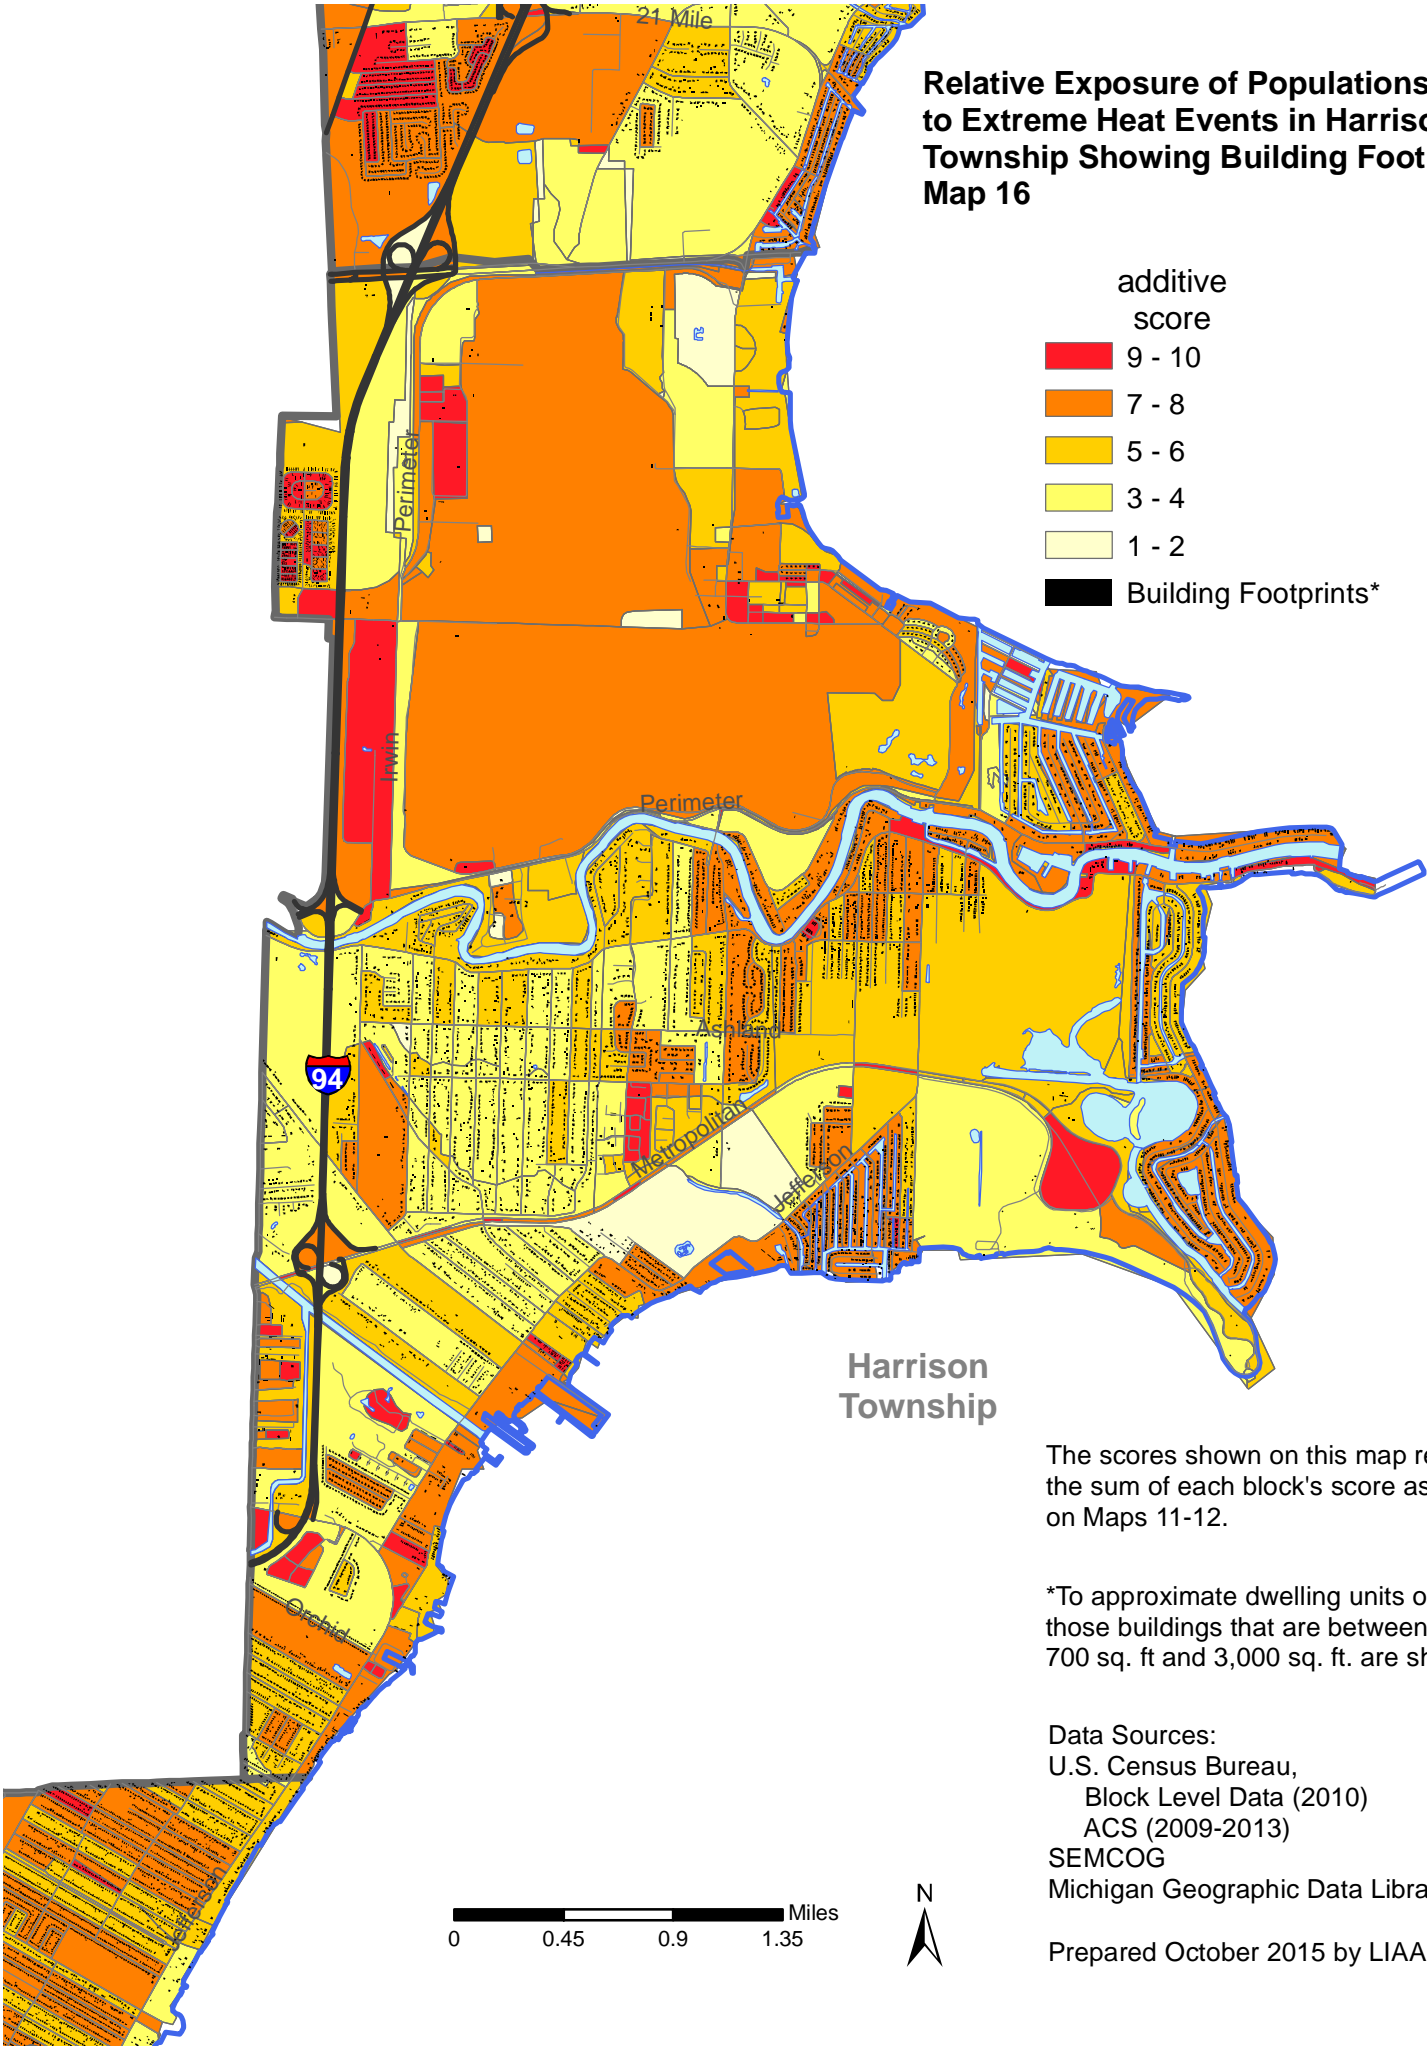 21 Mile
Relative Exposure of Populations
to Extreme Heat Events in Harriso
Township Showing Building Foot
Map 16
additive
score
9 - 10
7 - 8
5 - 6
3 - 4
1 - 2
Building Footprints*
Perimeter
Irwin
Perimeter
Ashland
94
Metropolitan
Jefferson
Harrison
Township
The scores shown on this map re
the sum of each block's score as
on Maps 11-12.
*To approximate dwelling units o
those buildings that are between
700 sq. ft and 3,000 sq. ft. are sh
Orchid
Data Sources:
U.S. Census Bureau,
Block Level Data (2010)
ACS (2009-2013)
SEMCOG
Michigan Geographic Data Libra
Jefferson
Miles
0 0.45 0.9 1.35
N
Prepared October 2015 by LIAA